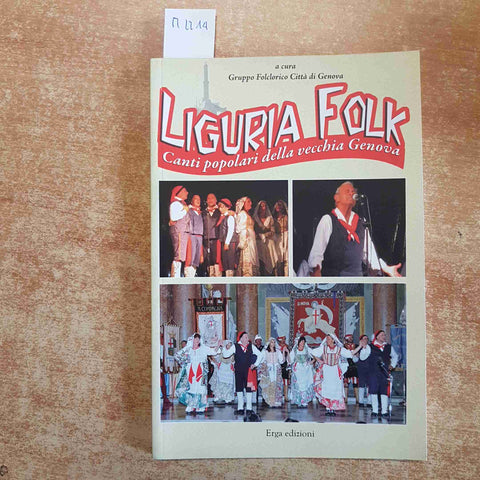 a cura
Gruppo Folclorico Città di Genova
LIGURIA FOLK
Canti popolari della vecchia Genova
Erga edizioni